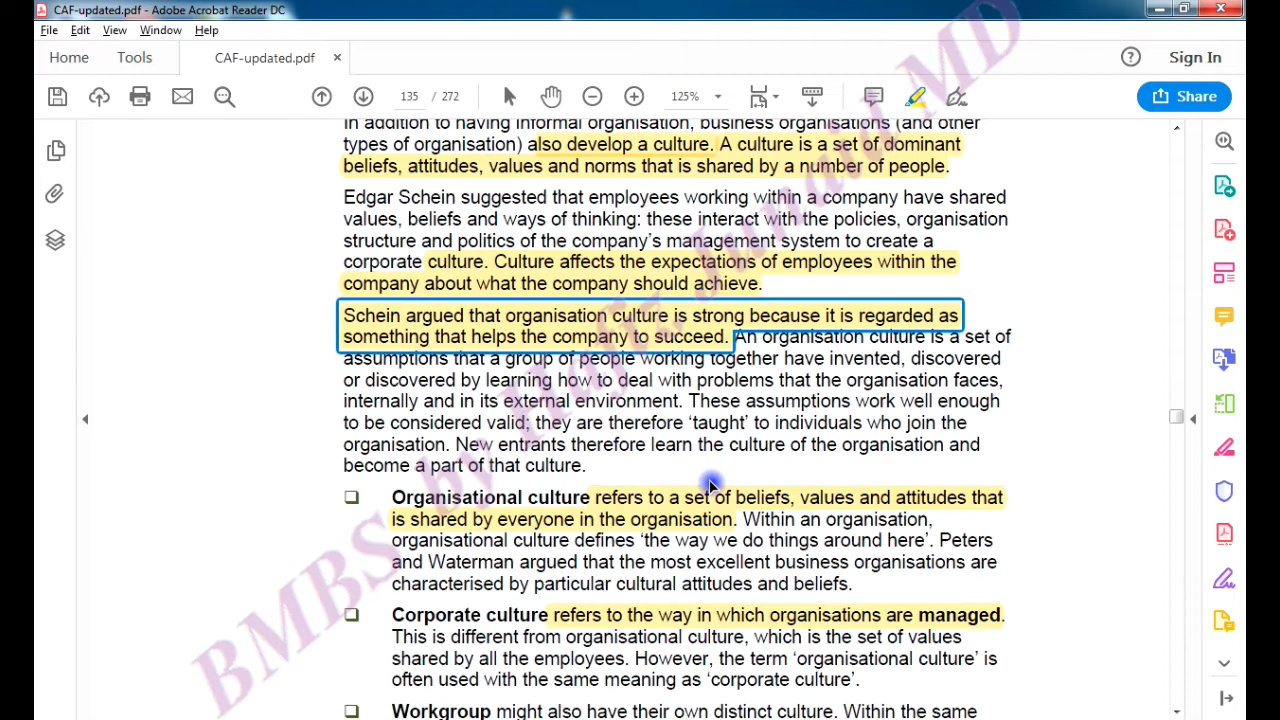 CAF-updated.pdf - Adobe Acrobat Reader DC
File Edit View Window Help
Home Tools CAF-updated.pdf × Sign In
135 / 272 125% Share
In addition to having informal organisation, business organisations (and other
types of organisation) also develop a culture. A culture is a set of dominant
beliefs, attitudes, values and norms that is shared by a number of people.
Edgar Schein suggested that employees working within a company have shared
values, beliefs and ways of thinking: these interact with the policies, organisation
structure and politics of the company's management system to create a
corporate culture. Culture affects the expectations of employees within the
company about what the company should achieve.
Schein argued that organisation culture is strong because it is regarded as
something that helps the company to succeed. An organisation culture is a set of
assumptions that a group of people working together have invented, discovered
or discovered by learning how to deal with problems that the organisation faces,
internally and in its external environment. These assumptions work well enough
to be considered valid; they are therefore ‘taught’ to individuals who join the
organisation. New entrants therefore learn the culture of the organisation and
become a part of that culture.
❑ Organisational culture refers to a set of beliefs, values and attitudes that
is shared by everyone in the organisation. Within an organisation,
organisational culture defines ‘the way we do things around here’. Peters
and Waterman argued that the most excellent business organisations are
characterised by particular cultural attitudes and beliefs.
❑ Corporate culture refers to the way in which organisations are managed.
This is different from organisational culture, which is the set of values
shared by all the employees. However, the term ‘organisational culture’ is
often used with the same meaning as ‘corporate culture’.
❑ Workgroup might also have their own distinct culture. Within the same
BMBS by Hafiz Junaid MD